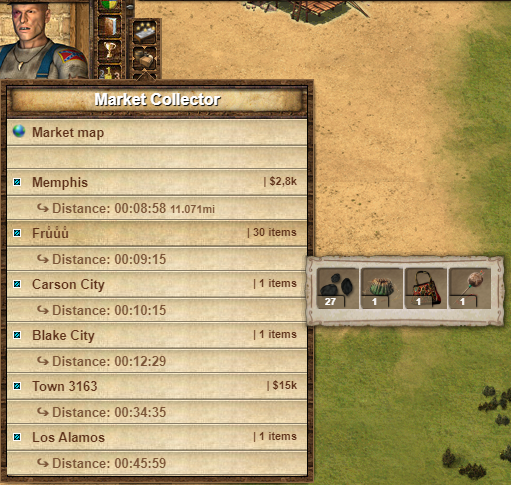 Market Collector
Market map
Memphis | $2,8k
Distance: 00:08:58 11.071mi
Frůůů | 30 items
Distance: 00:09:15
Carson City | 1 items
Distance: 00:10:15
27 1 1 1
Blake City | 1 items
Distance: 00:12:29
Town 3163 | $15k
Distance: 00:34:35
Los Alamos | 1 items
Distance: 00:45:59